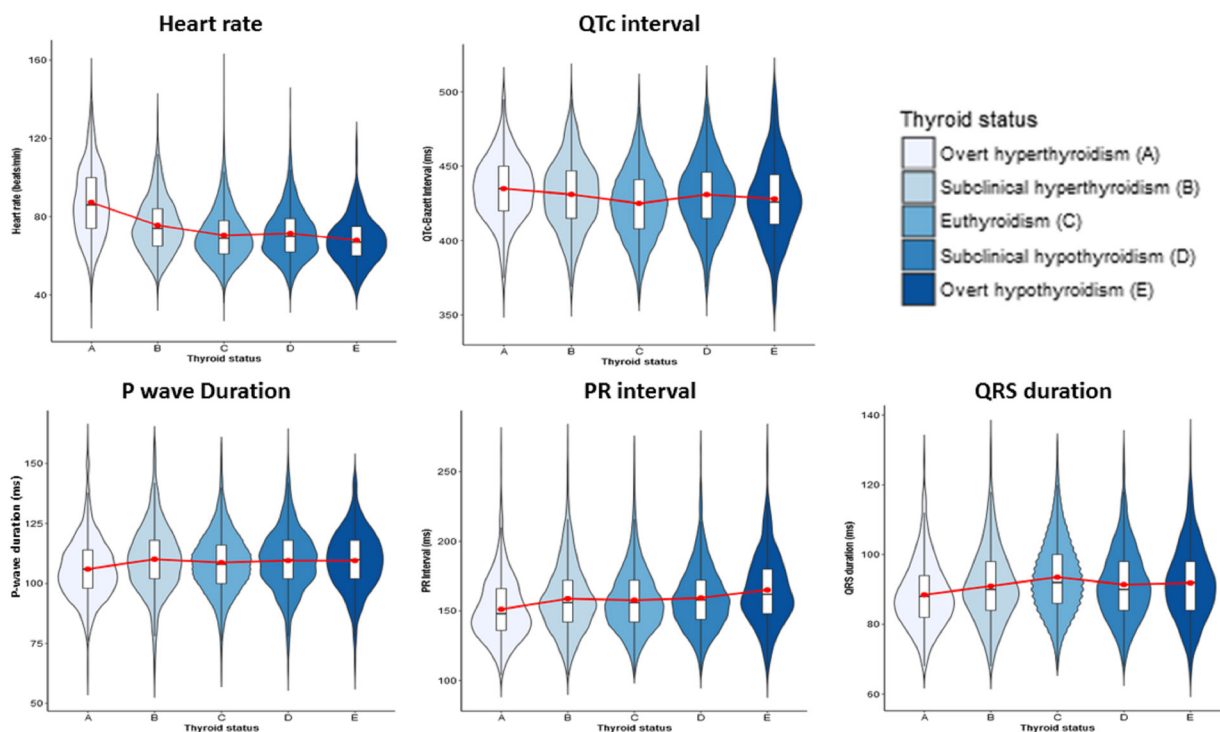 Heart rate
160
120
80
40
Heart rate (beats/min)
A B C D E
Thyroid status
QTc interval
500
450
400
350
QTc-Bazett Interval (ms)
A B C D E
Thyroid status
Thyroid status
Overt hyperthyroidism (A)
Subclinical hyperthyroidism (B)
Euthyroidism (C)
Subclinical hypothyroidism (D)
Overt hypothyroidism (E)
P wave Duration
150
125
100
75
50
P-wave duration (ms)
A B C D E
Thyroid status
PR interval
250
200
150
100
PR Interval (ms)
A B C D E
Thyroid status
QRS duration
140
120
100
80
60
QRS duration (ms)
A B C D E
Thyroid status